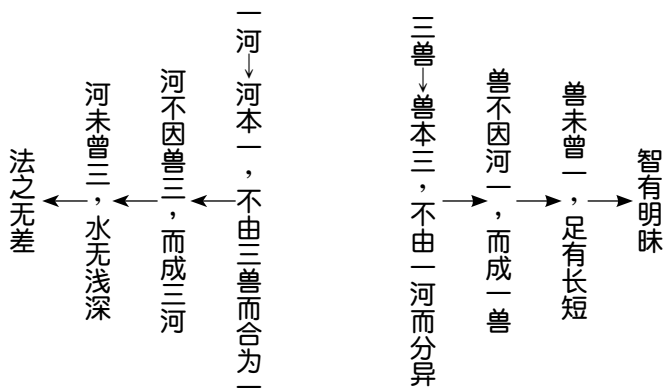 三兽→兽本三，不由一河而分异
兽不因河一，而成一兽
兽未曾一，足有长短
智有明昧
一河→河本一，不由三兽而合为一
河不因兽三，而成三河
河未曾三，水无浅深
法之无差